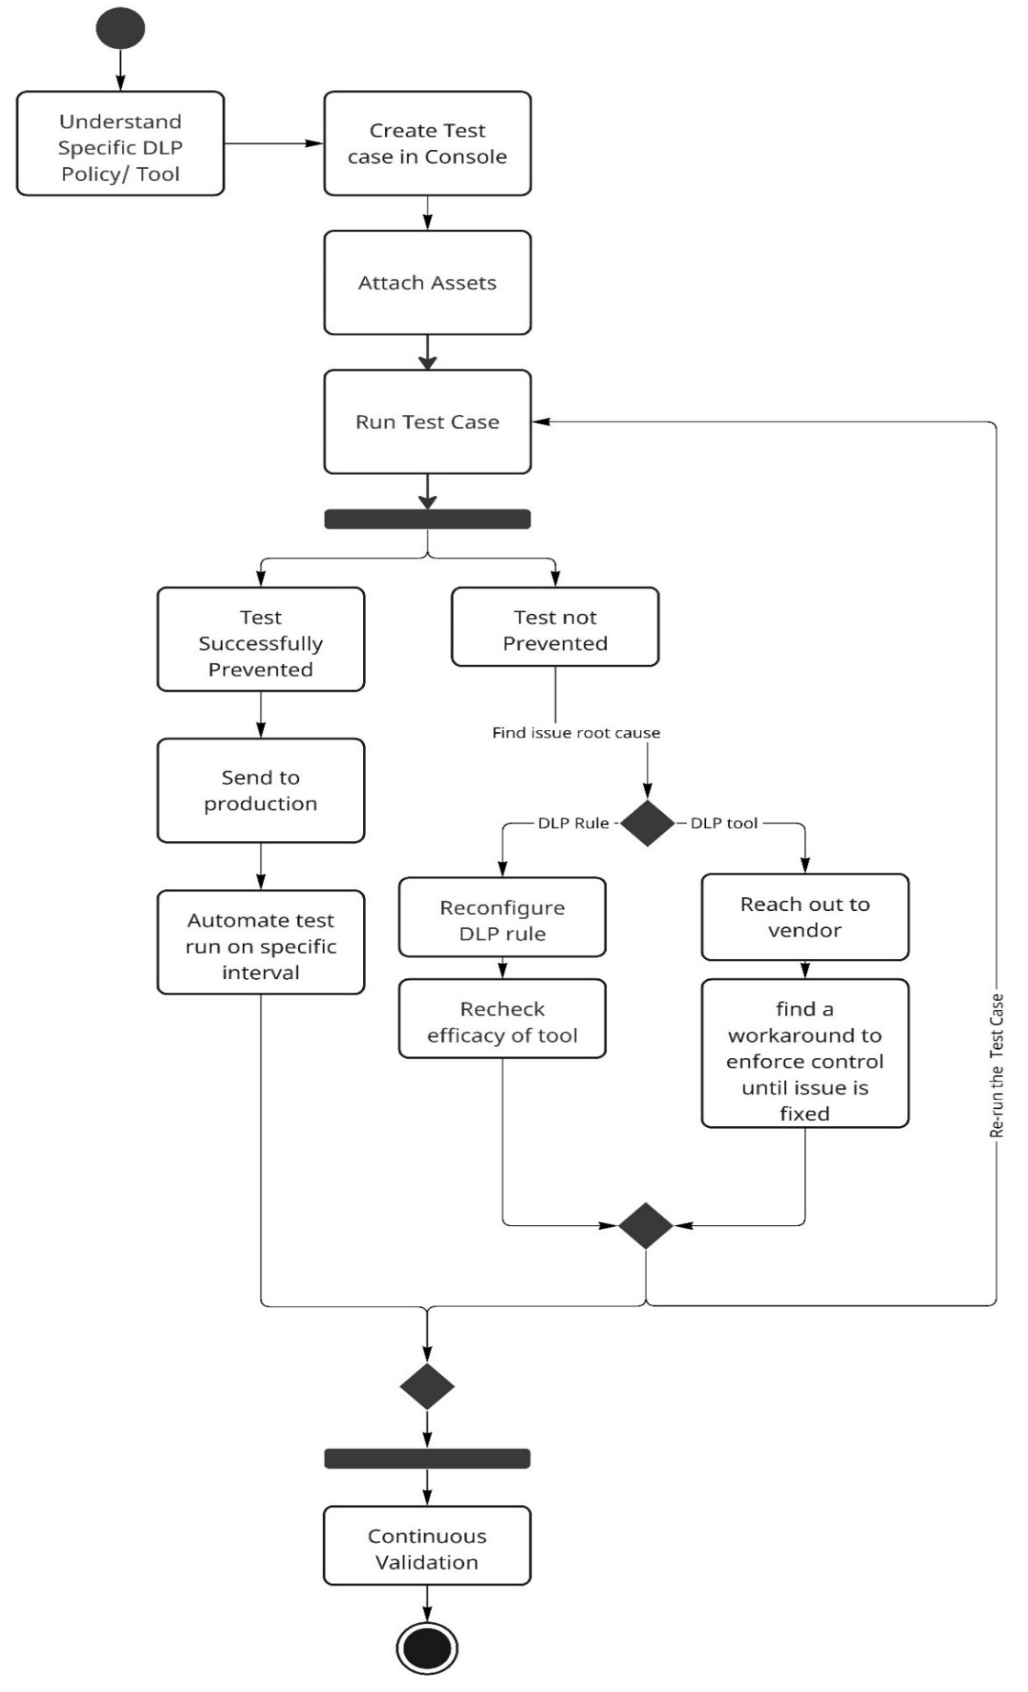 Understand
Specific DLP
Policy/ Tool
Create Test
case in Console
Attach Assets
Run Test Case
Test
Successfully
Prevented
Test not
Prevented
Find issue root cause
Send to
production
DLP Rule
DLP tool
Automate test
run on specific
interval
Reconfigure
DLP rule
Reach out to
vendor
Recheck
efficacy of tool
find a
workaround to
enforce control
until issue is
fixed
Re-run the Test Case
Continuous
Validation